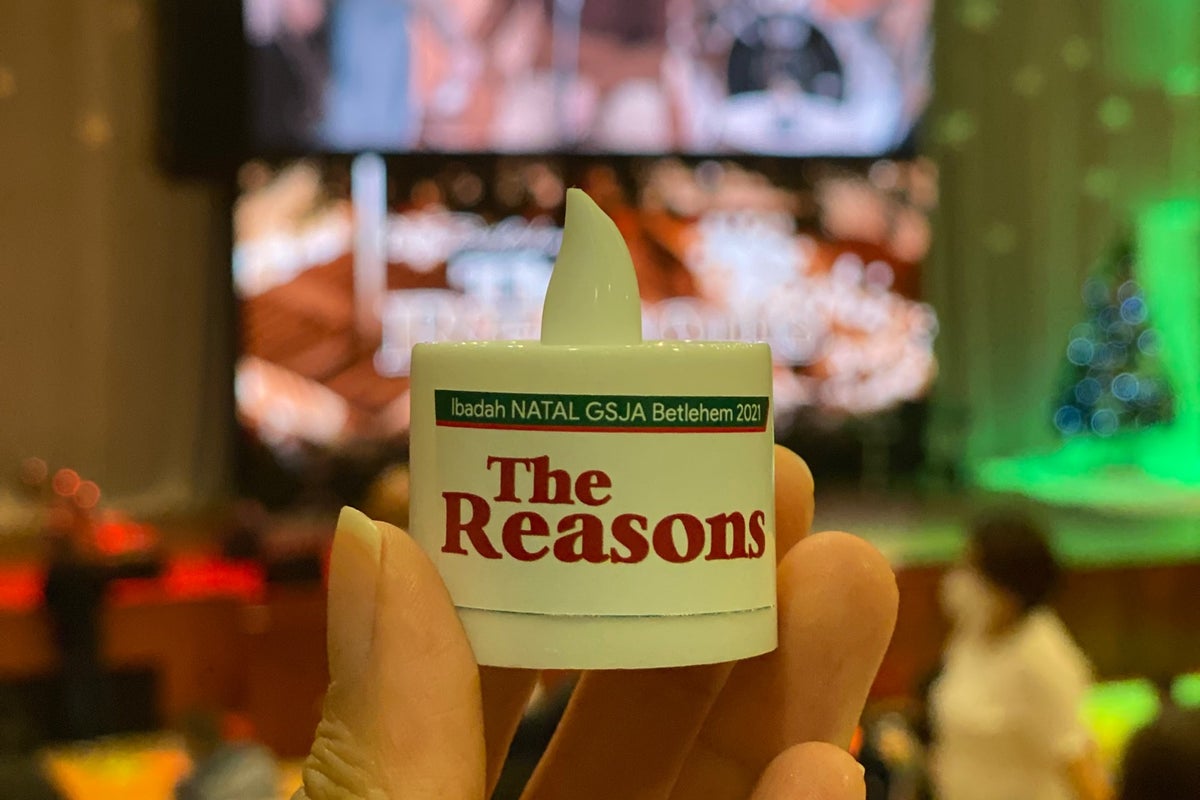 Ibadah NATAL GSJA Betlehem 2021
The
Reasons